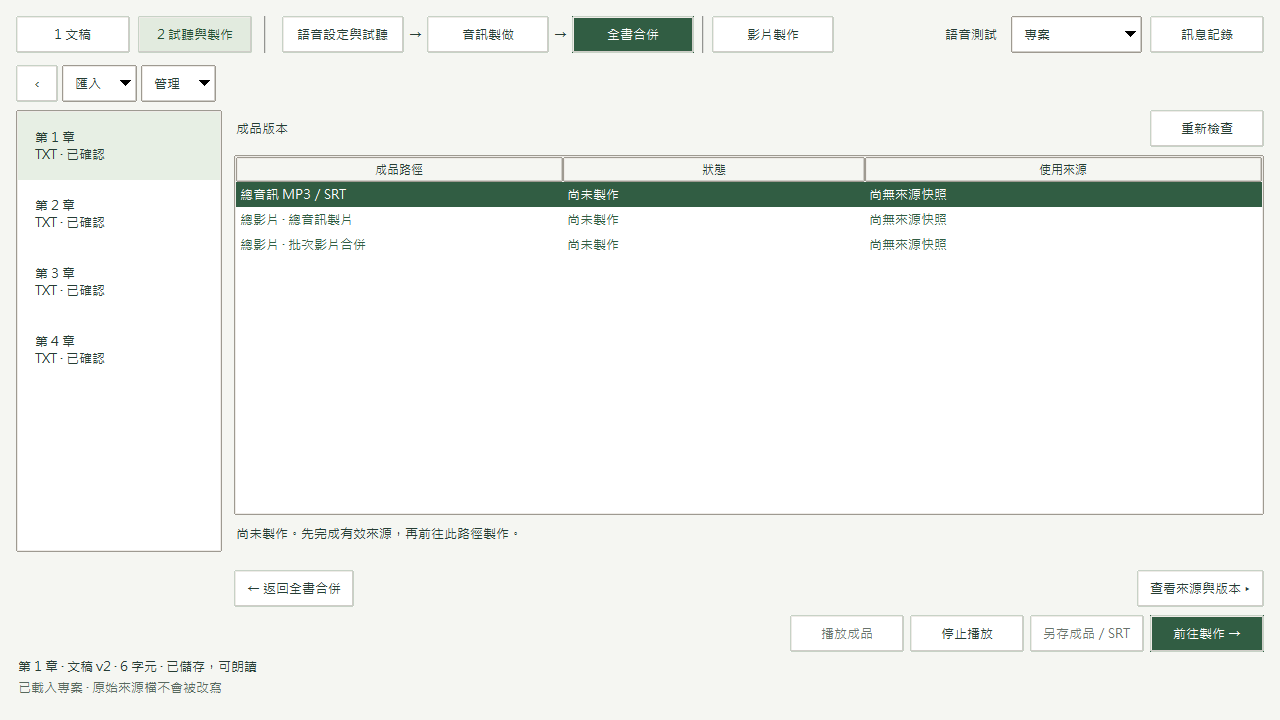 1 文稿
2 試聽與製作
語音設定與試聽
→
音訊製做
→
全書合併
影片製作
語音測試
專案
訊息記錄
‹
匯入
管理
第 1 章
TXT · 已確認
第 2 章
TXT · 已確認
第 3 章
TXT · 已確認
第 4 章
TXT · 已確認
成品版本
重新檢查
成品路徑 狀態 使用來源
總音訊 MP3 / SRT 尚未製作 尚無來源快照
總影片 · 總音訊製片 尚未製作 尚無來源快照
總影片 · 批次影片合併 尚未製作 尚無來源快照
尚未製作。先完成有效來源，再前往此路徑製作。
← 返回全書合併
查看來源與版本 ▸
播放成品
停止播放
另存成品 / SRT
前往製作 →
第 1 章 · 文稿 v2 · 6 字元 · 已儲存，可朗讀
已載入專案 · 原始來源檔不會被改寫